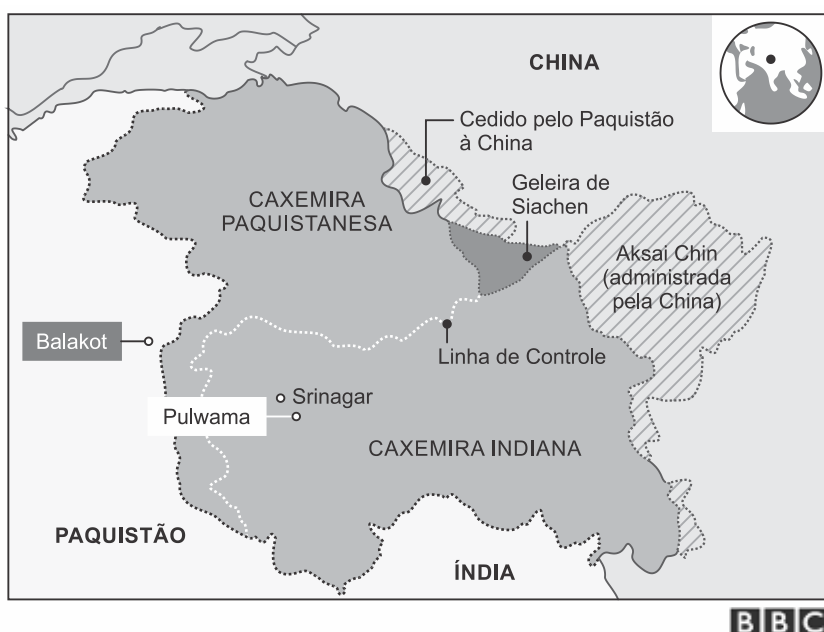 CHINA
Cedido pelo Paquistão
à China
Geleira de
Siachen
CAXEMIRA
PAQUISTANESA
Aksai Chin
(administrada
pela China)
Balakot
Linha de Controle
Srinagar
Pulwama
CAXEMIRA INDIANA
PAQUISTÃO
ÍNDIA
BBC